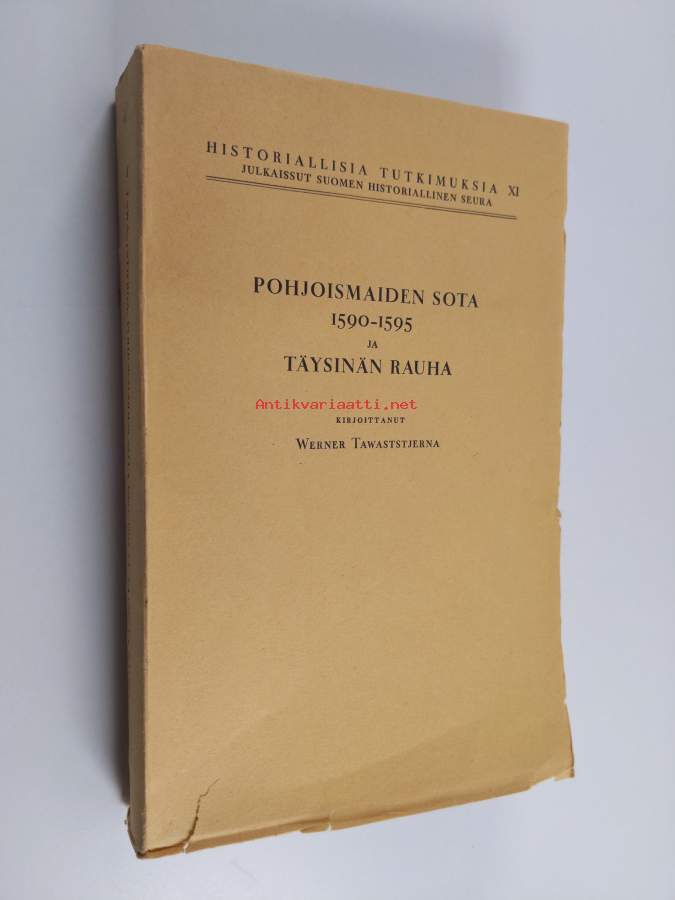 HISTORIALLISIA TUTKIMUKSIA XI
JULKAISSUT SUOMEN HISTORIALLINEN SEURA
POHJOISMAIDEN SOTA
1590-1595
JA
TÄYSINÄN RAUHA
Antikvariaatti.net
KIRJOITTANUT
WERNER TAWASTSTJERNA